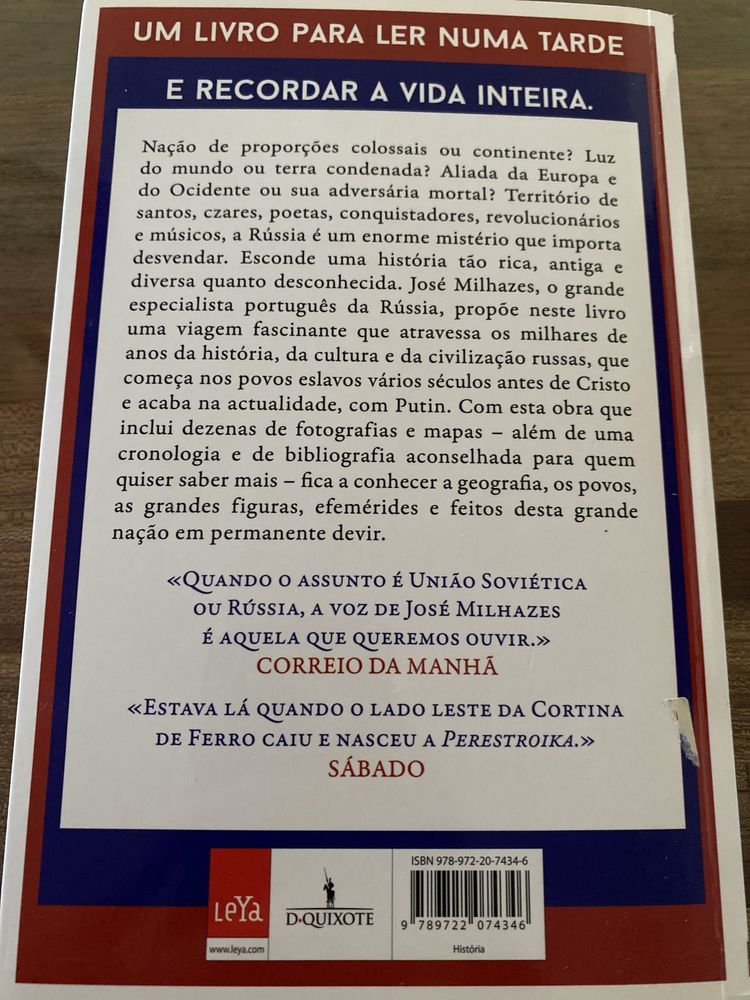 UM LIVRO PARA LER NUMA TARDE
E RECORDAR A VIDA INTEIRA.
Nação de proporções colossais ou continente? Luz
do mundo ou terra condenada? Aliada da Europa e
do Ocidente ou sua adversária mortal? Território de
santos, czares, poetas, conquistadores, revolucionários
e músicos, a Rússia é um enorme mistério que importa
desvendar. Esconde uma história tão rica, antiga e
diversa quanto desconhecida. José Milhazes, o grande
especialista português da Rússia, propõe neste livro
uma viagem fascinante que atravessa os milhares de
anos da história, da cultura e da civilização russas, que
começa nos povos eslavos vários séculos antes de Cristo
e acaba na actualidade, com Putin. Com esta obra que
inclui dezenas de fotografias e mapas – além de uma
cronologia e de bibliografia aconselhada para quem
quiser saber mais – fica a conhecer a geografia, os povos,
as grandes figuras, efemérides e feitos desta grande
nação em permanente devir.
«Quando o assunto é União Soviética
ou Rússia, a voz de José Milhazes
é aquela que queremos ouvir.»
CORREIO DA MANHÃ
«Estava lá quando o lado leste da Cortina
de Ferro caiu e nasceu a Perestroika.»
SÁBADO
LeYa
www.leya.com
D•QUIXOTE
ISBN 978-972-20-7434-6
9 789722 074346
História